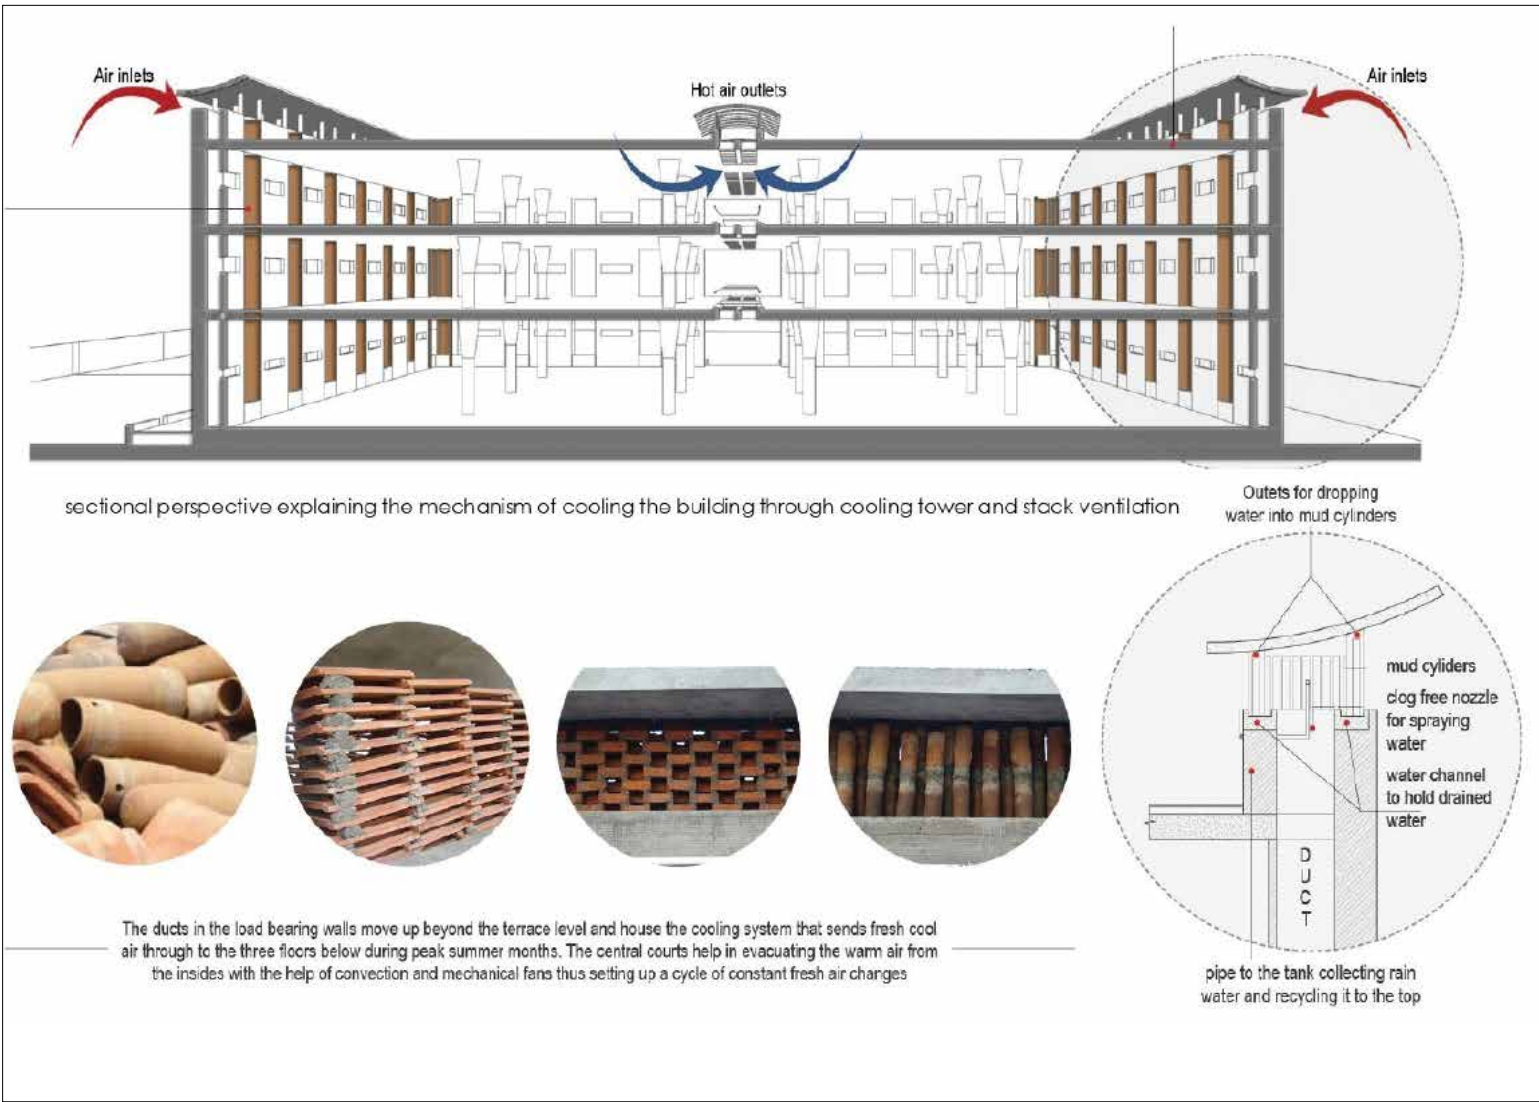 Air inlets
Hot air outlets
Air inlets
sectional perspective explaining the mechanism of cooling the building through cooling tower and stack ventilation
Outets for dropping
water into mud cylinders
mud cyliders
clog free nozzle
for spraying
water
water channel
to hold drained
water
D
U
C
T
pipe to the tank collecting rain
water and recycling it to the top
The ducts in the load bearing walls move up beyond the terrace level and house the cooling system that sends fresh cool
air through to the three floors below during peak summer months. The central courts help in evacuating the warm air from
the insides with the help of convection and mechanical fans thus setting up a cycle of constant fresh air changes